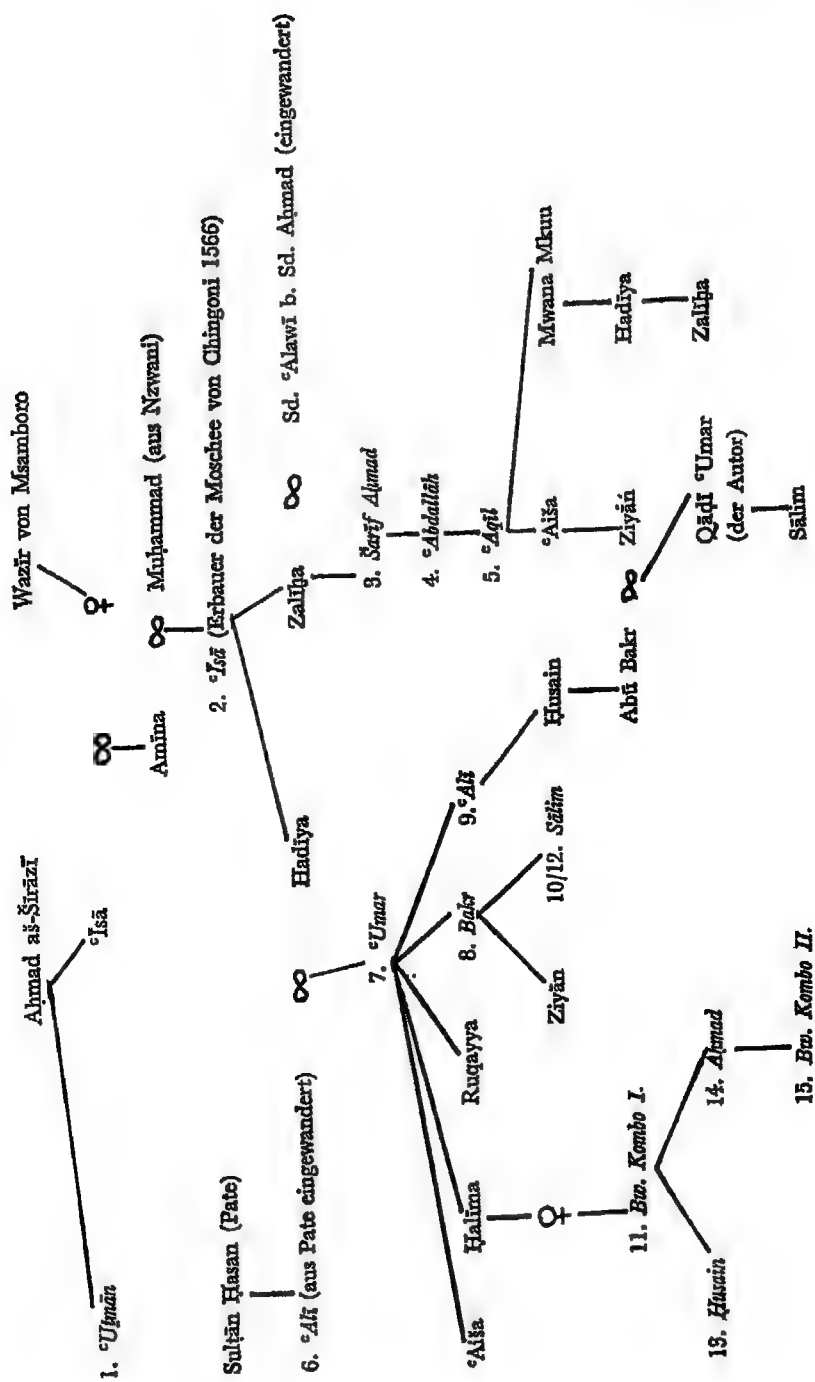 Wazīr von Msamboro
Aḥmad aš-Šīrāzī
ʿĪsā
1. ʿUṯmān
Amīna
Muḥammad (aus Nzwani)
Sulṭān Ḥasan (Pate)
2. ʿĪsā (Erbauer der Moschee von Chingoni 1566)
6. ʿAlī (aus Pate eingewandert)
Hadīya
Zalīḫa
Sd. ʿAlawī b. Sd. Aḥmad (eingewandert)
7. ʿUmar
3. Šarīf Aḥmad
4. ʿAbdallāh
ʿAiša
Ḥalīma
Ruqayya
8. Bakr
9. ʿAlī
5. ʿAqīl
Ziyān
10/12. Sālim
Ḥusain
ʿAiša
Mwana Mkuu
11. Bw. Kombo I.
Abū Bakr
Ziyāń
Hadīya
13. Ḥusain
14. Aḥmad
Qāḍī ʿUmar
(der Autor)
Zalīḫa
15. Bw. Kombo II.
Sālim